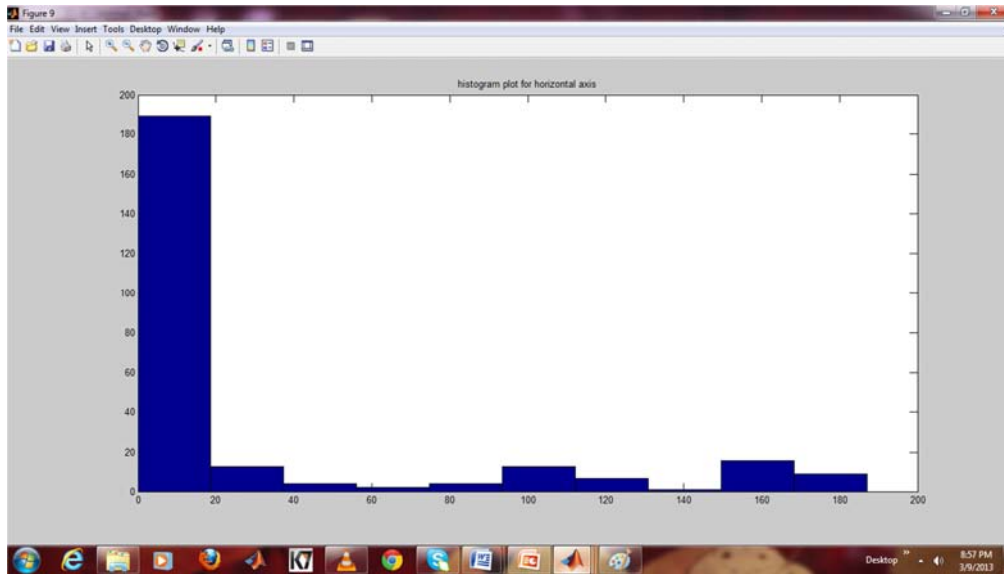 Figure 9
File Edit View Insert Tools Desktop Window Help
histogram plot for horizontal axis
200
180
160
140
120
100
80
60
40
20
0
0 20 40 60 80 100 120 140 160 180 200
K7
Desktop
8:57 PM
3/9/2013